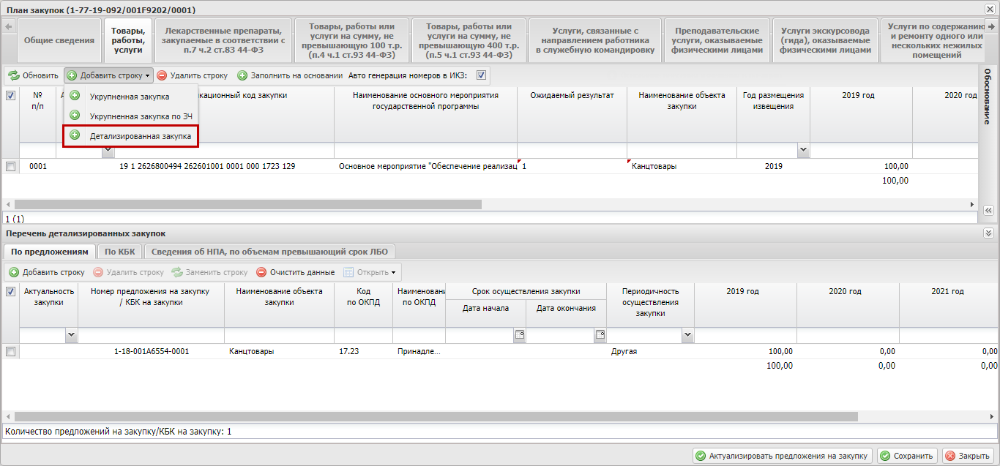 План закупок (1-77-19-092/001F9202/0001)
Общие сведения
Товары,
работы,
услуги
Лекарственные препараты,
закупаемые в соответствии с
п.7 ч.2 ст.83 44-ФЗ
Товары, работы или
услуги на сумму, не
превышающую 100 т.р.
(п.4 ч.1 ст.93 44-ФЗ)
Товары, работы или
услуги на сумму, не
превышающую 400 т.р.
(п.5 ч.1 ст.93 44-ФЗ)
Услуги, связанные с
направлением работника
в служебную командировку
Преподавательские
услуги, оказываемые
физическими лицами
Услуги экскурсовода
(гида), оказываемые
физическими лицами
Услуги по содержанию
и ремонту одного или
нескольких нежилых
помещений
Обновить Добавить строку Удалить строку Заполнить на основании Авто генерация номеров в ИКЗ:
Укрупненная закупка
Укрупненная закупка по ЗЧ
Детализированная закупка
№
п/п
кационный код закупки
Наименование основного мероприятия
государственной программы
Ожидаемый результат
Наименование объекта
закупки
Год размещения
извещения
2019 год
2020 год
Обоснование
0001 19 1 2626800494 262601001 0001 000 1723 129 Основное мероприятие "Обеспечение реализац 1 Канцтовары 2019 100,00
100,00
1 (1)
Перечень детализированных закупок
По предложениям По КБК Сведения об НПА, по объемам превышающий срок ЛБО
Добавить строку Удалить строку Заменить строку Очистить данные Открыть
Актуальность
закупки
Номер предложения на закупку
/ КБК на закупки
Наименование объекта
закупки
Код
по ОКПД
Наименован
по ОКПД
Срок осуществления закупки
Дата начала Дата окончания
Периодичность
осуществления
закупки
2019 год
2020 год
2021 год
1-18-001A6554-0001 Канцтовары 17.23 Принадле... Другая 100,00 0,00 0,00
100,00 0,00 0,00
Количество предложений на закупку/КБК на закупку: 1
Актуализировать предложения на закупку Сохранить Закрыть